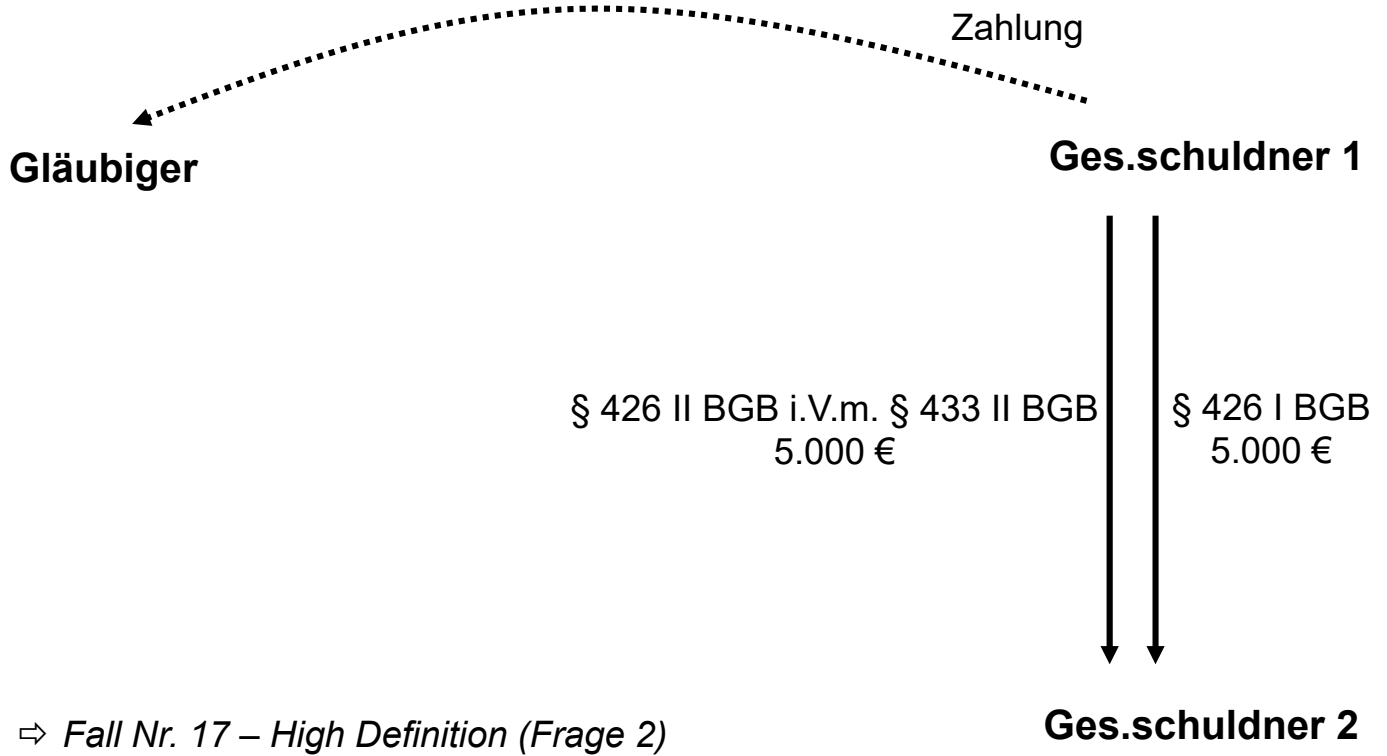 Zahlung
Gläubiger
Ges.schuldner 1
§ 426 II BGB i.V.m. § 433 II BGB
5.000 €
§ 426 I BGB
5.000 €
⇨ Fall Nr. 17 – High Definition (Frage 2)
Ges.schuldner 2